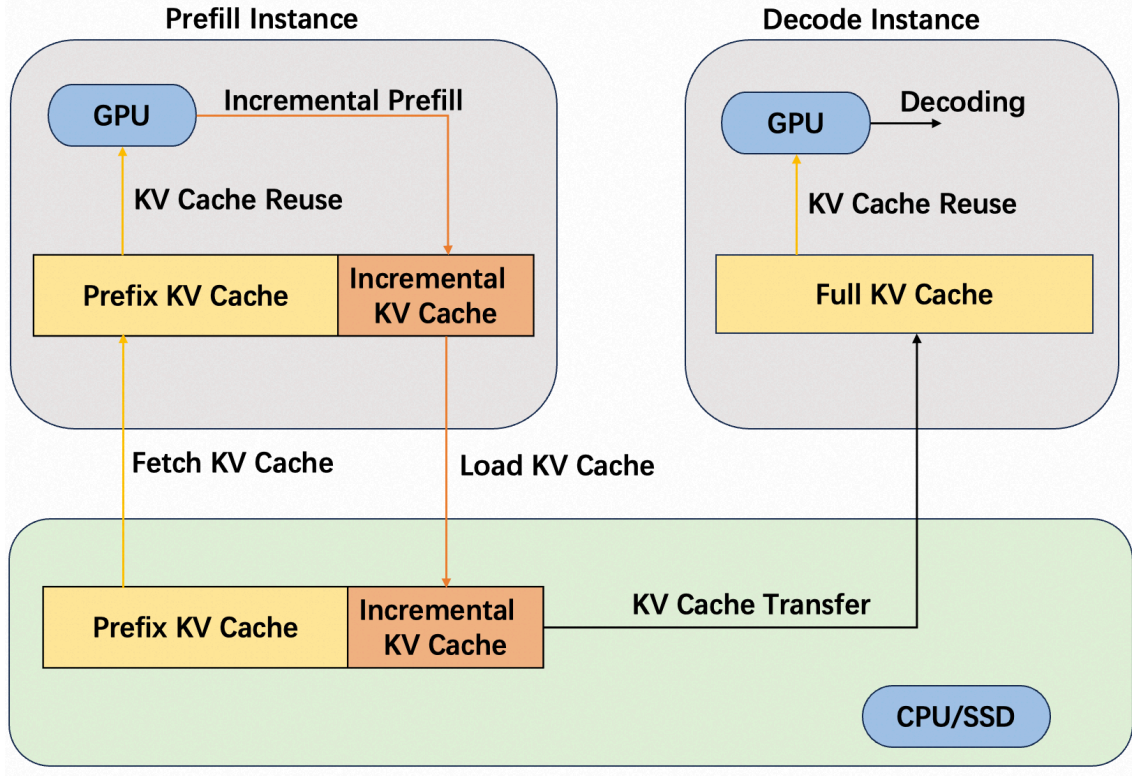 Prefill Instance
Decode Instance
GPU
Incremental Prefill
KV Cache Reuse
Prefix KV Cache
Incremental
KV Cache
GPU
Decoding
KV Cache Reuse
Full KV Cache
Fetch KV Cache
Load KV Cache
Prefix KV Cache
Incremental
KV Cache
KV Cache Transfer
CPU/SSD